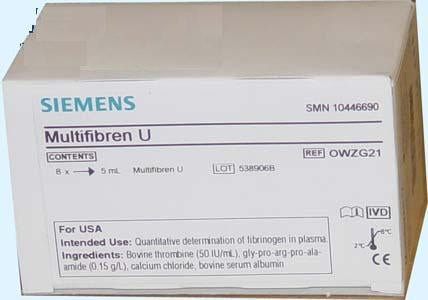 SIEMENS
SMN 10446690
Multifibren U
CONTENTS
REF OWZG21
8 x → 5 mL Multifibren U LOT 538906B
IVD
8°C
2°C
CE
For USA
Intended Use: Quantitative determination of fibrinogen in plasma.
Ingredients: Bovine thrombine (50 IU/mL), gly-pro-arg-pro-ala-
amide (0.15 g/L), calcium chloride, bovine serum albumin